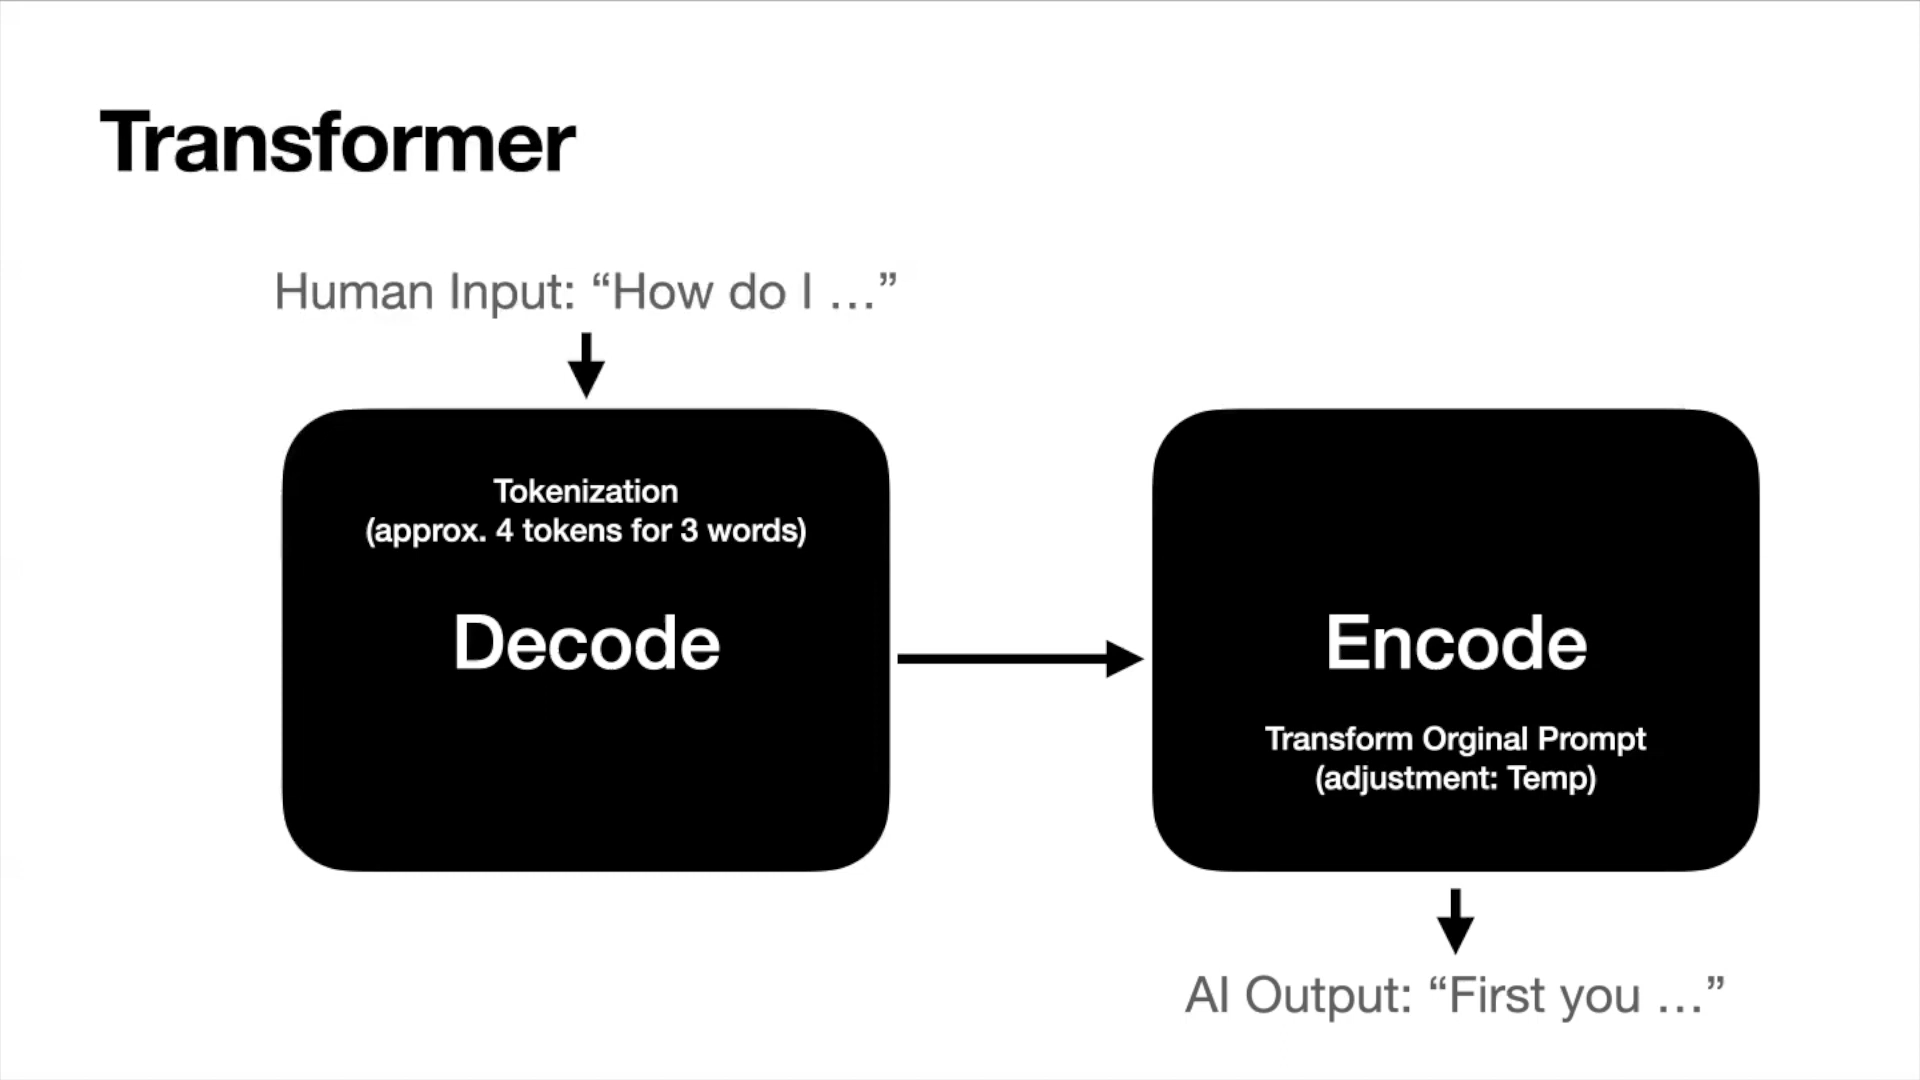 Transformer
Human Input: “How do I …”
Tokenization
(approx. 4 tokens for 3 words)
Decode
Encode
Transform Orginal Prompt
(adjustment: Temp)
AI Output: “First you …”